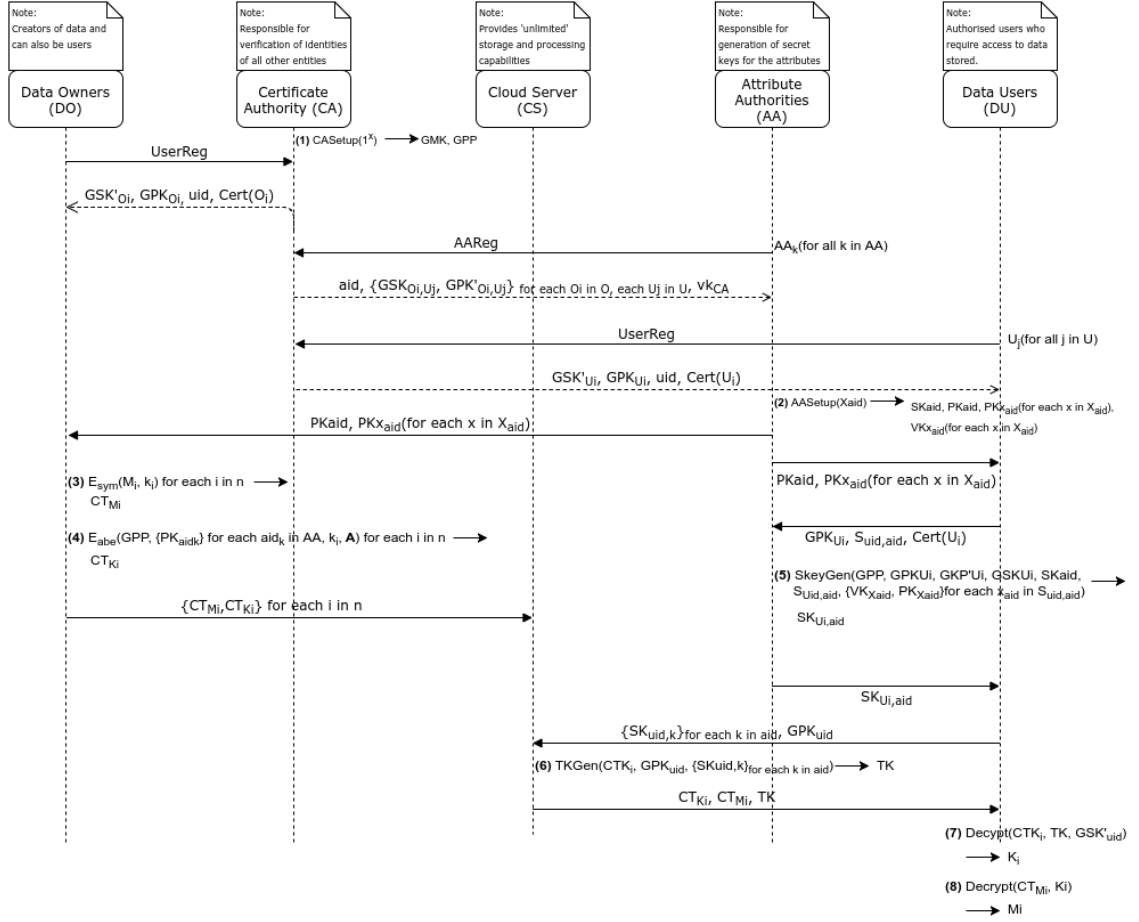 Note:
Creators of data and
can also be users
Note:
Responsible for
verification of identities
of all other entities
Note:
Provides 'unlimited'
storage and processing
capabilities
Note:
Responsible for
generation of secret
keys for the attributes
Note:
Authorised users who
require access to data
stored.
Data Owners
(DO)
Certificate
Authority (CA)
Cloud Server
(CS)
Attribute
Authorities
(AA)
Data Users
(DU)
(1) CASetup(1^x) → GMK, GPP
UserReg
GSK'Oi, GPKOi, uid, Cert(Oi)
AAReg
AAk(for all k in AA)
aid, {GSKOi,Uj, GPK'Oi,Uj} for each Oi in O, each Uj in U, vkCA
UserReg
Uj(for all j in U)
GSK'Ui, GPKUi, uid, Cert(Ui)
(2) AASetup(Xaid) → SKaid, PKaid, PKxaid(for each x in Xaid),
VKxaid(for each x in Xaid)
PKaid, PKxaid(for each x in Xaid)
PKaid, PKxaid(for each x in Xaid)
(3) Esym(Mi, ki) for each i in n →
CTMi
GPKUi, Suid,aid, Cert(Ui)
(4) Eabe(GPP, {PKaidk} for each aidk in AA, ki, A) for each i in n →
CTKi
(5) SkeyGen(GPP, GPKUi, GKP'Ui, GSKUi, SKaid, →
SUid,aid, {VKXaid, PKXaid}for each xaid in Suid,aid)
SKUi,aid
{CTMi,CTKi} for each i in n
SKUi,aid
{SKuid,k}for each k in aid, GPKuid
(6) TKGen(CTKi, GPKuid, {SKuid,k}for each k in aid) → TK
CTKi, CTMi, TK
(7) Decypt(CTKi, TK, GSK'uid)
→ Ki
(8) Decrypt(CTMi, Ki)
→ Mi